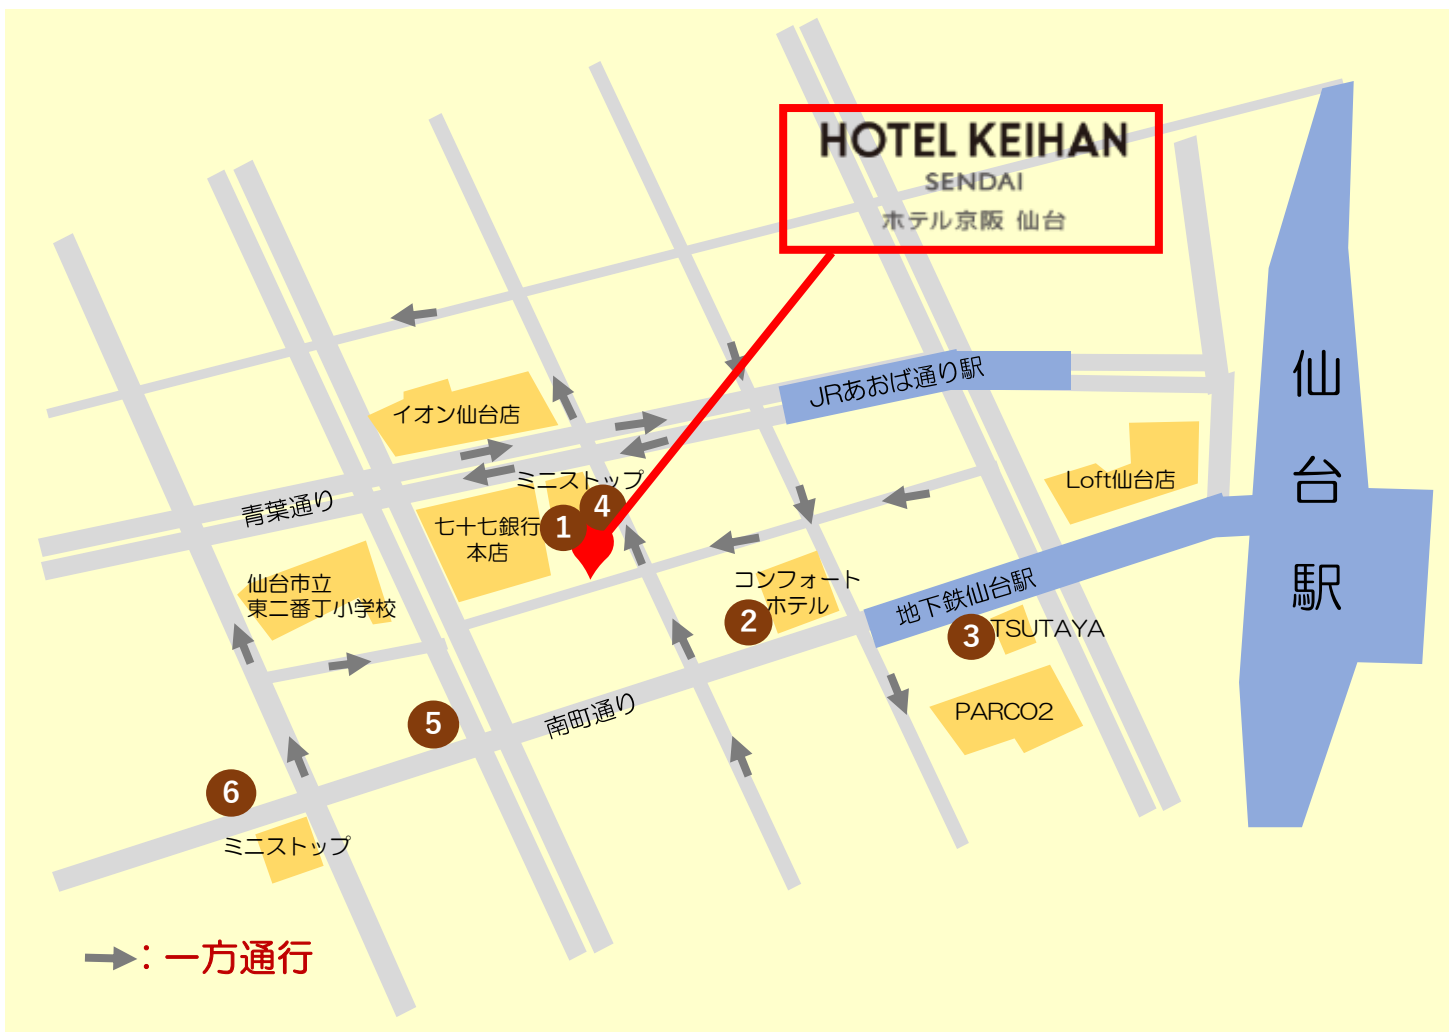 HOTEL KEIHAN
SENDAI
ホテル京阪 仙台
JRあおば通り駅
仙台駅
イオン仙台店
ミニストップ
Loft仙台店
青葉通り
七十七銀行
本店
1
4
仙台市立
東二番丁小学校
コンフォート
ホテル
2
地下鉄仙台駅
3
TSUTAYA
南町通り
5
PARCO2
6
ミニストップ
：一方通行